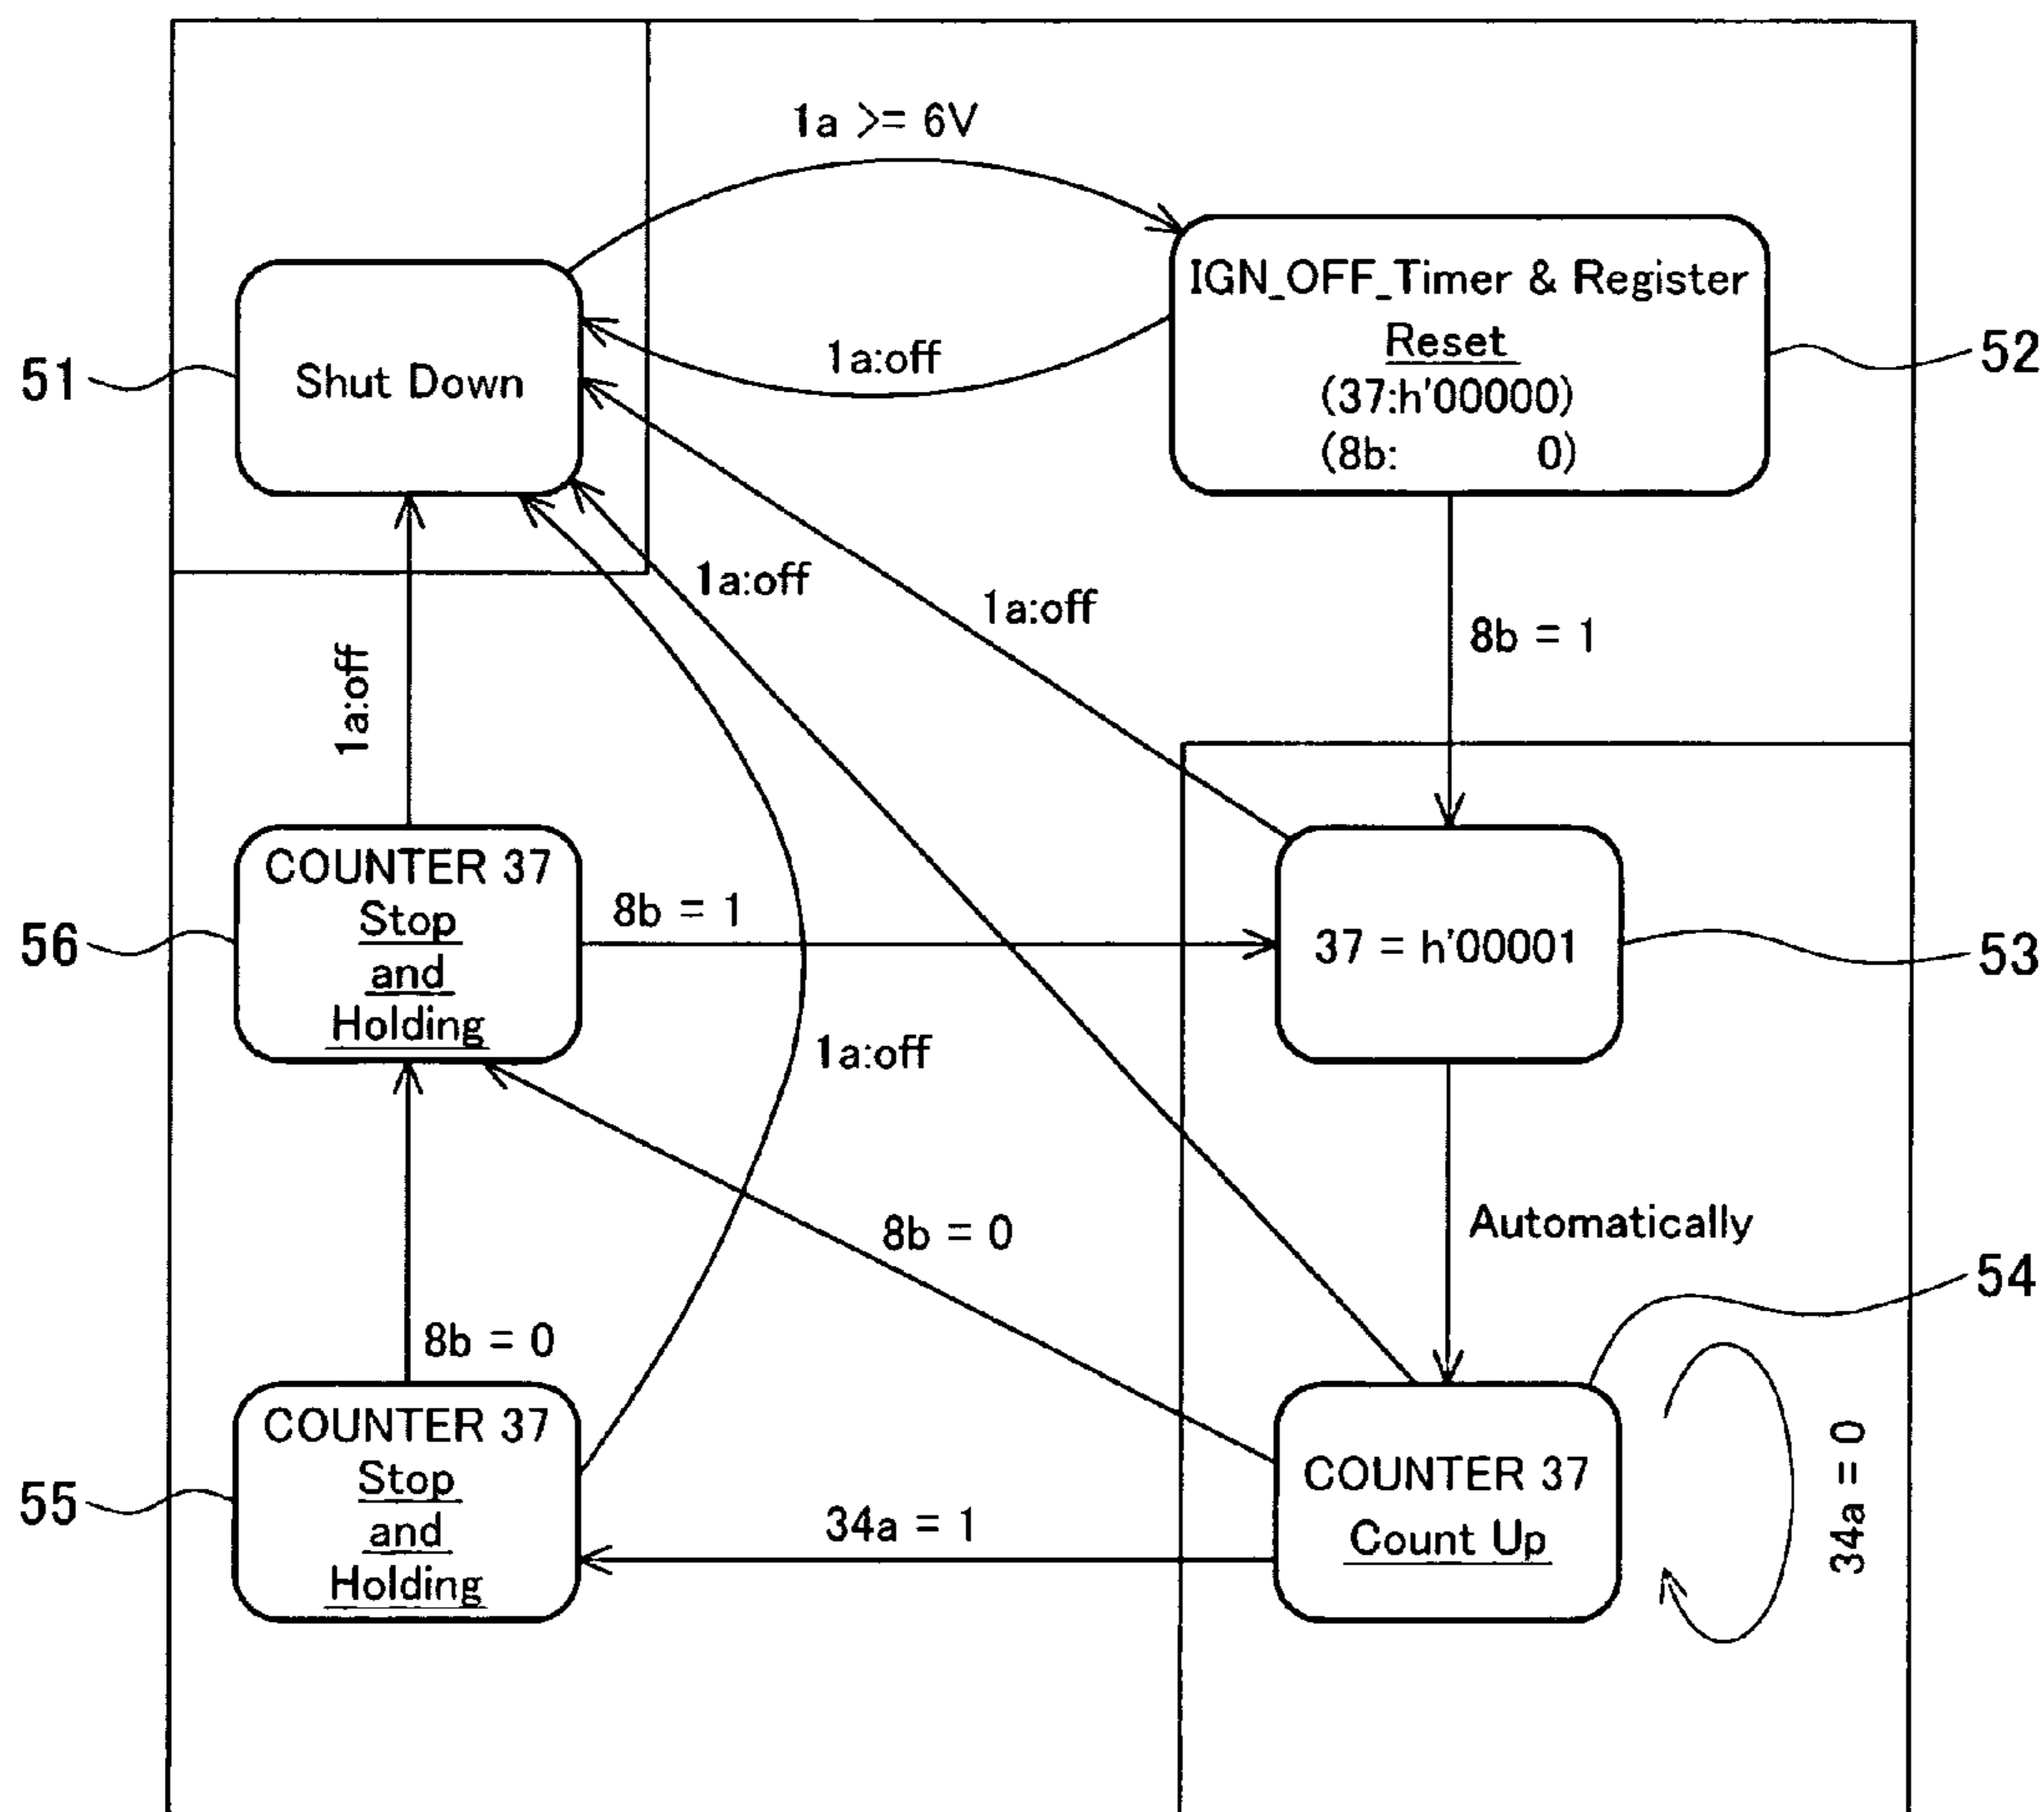 1a >= 6V
51
Shut Down
1a:off
IGN_OFF_Timer & Register
Reset
(37:h'00000)
(8b: 0)
52
1a:off
1a:off
1a:off
8b = 1
56
COUNTER 37
Stop
and
Holding
8b = 1
37 = h'00001
53
1a:off
8b = 0
Automatically
54
8b = 0
55
COUNTER 37
Stop
and
Holding
34a = 1
COUNTER 37
Count Up
34a = 0